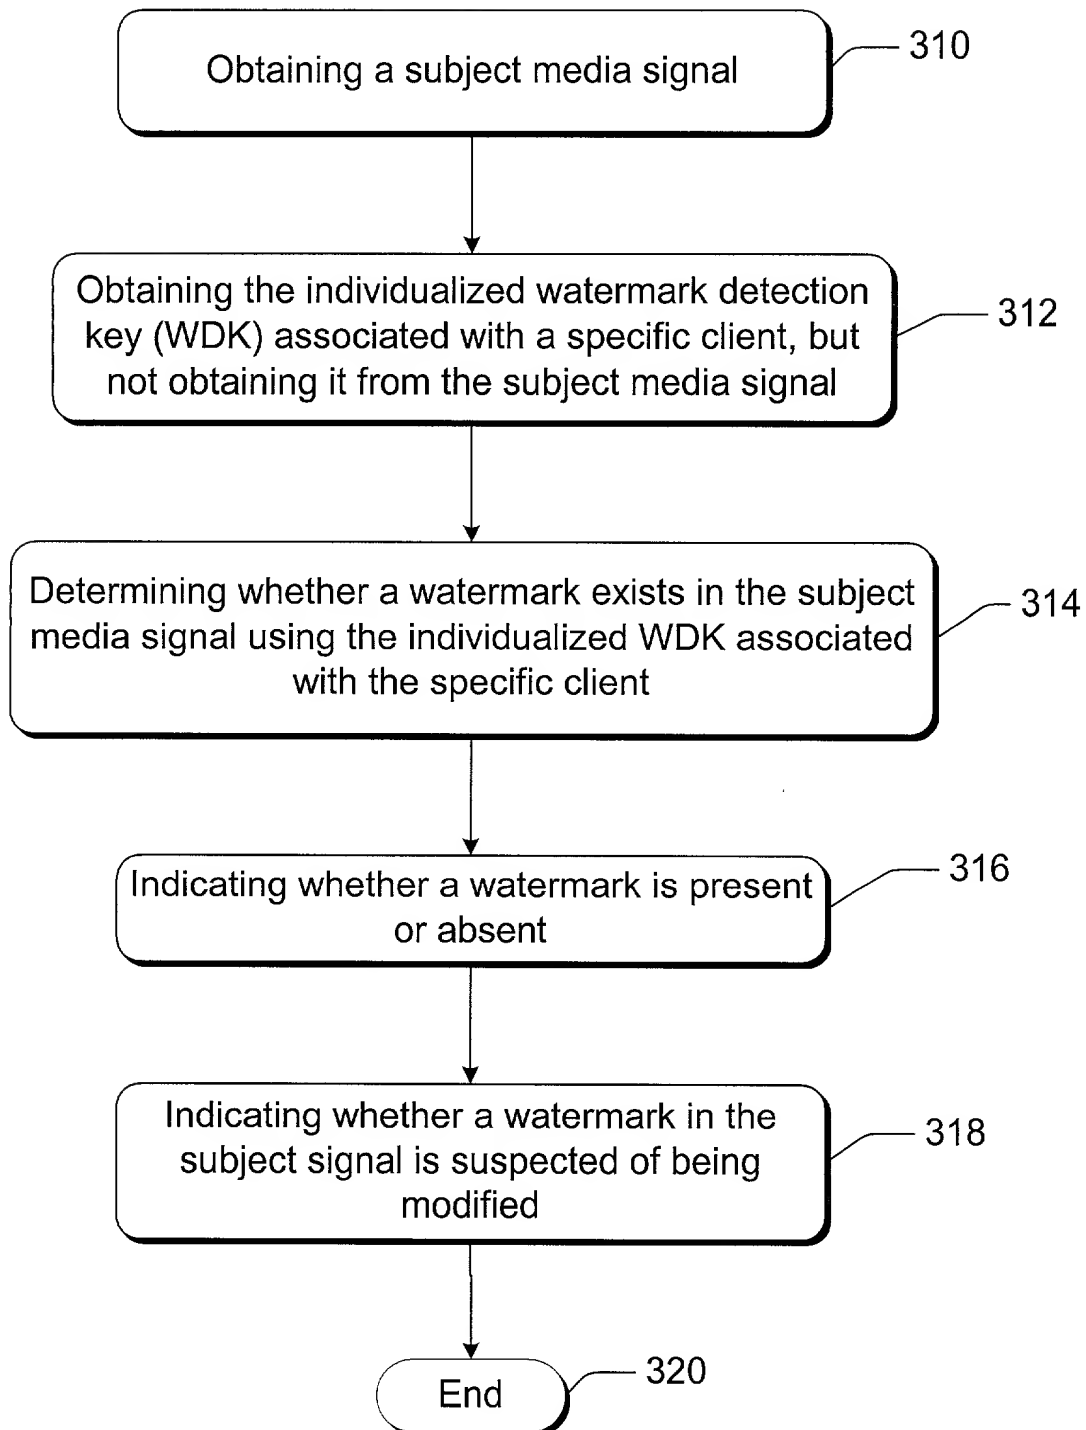 Obtaining a subject media signal
310
Obtaining the individualized watermark detection
key (WDK) associated with a specific client, but
not obtaining it from the subject media signal
312
Determining whether a watermark exists in the subject
media signal using the individualized WDK associated
with the specific client
314
Indicating whether a watermark is present
or absent
316
Indicating whether a watermark in the
subject signal is suspected of being
modified
318
End
320